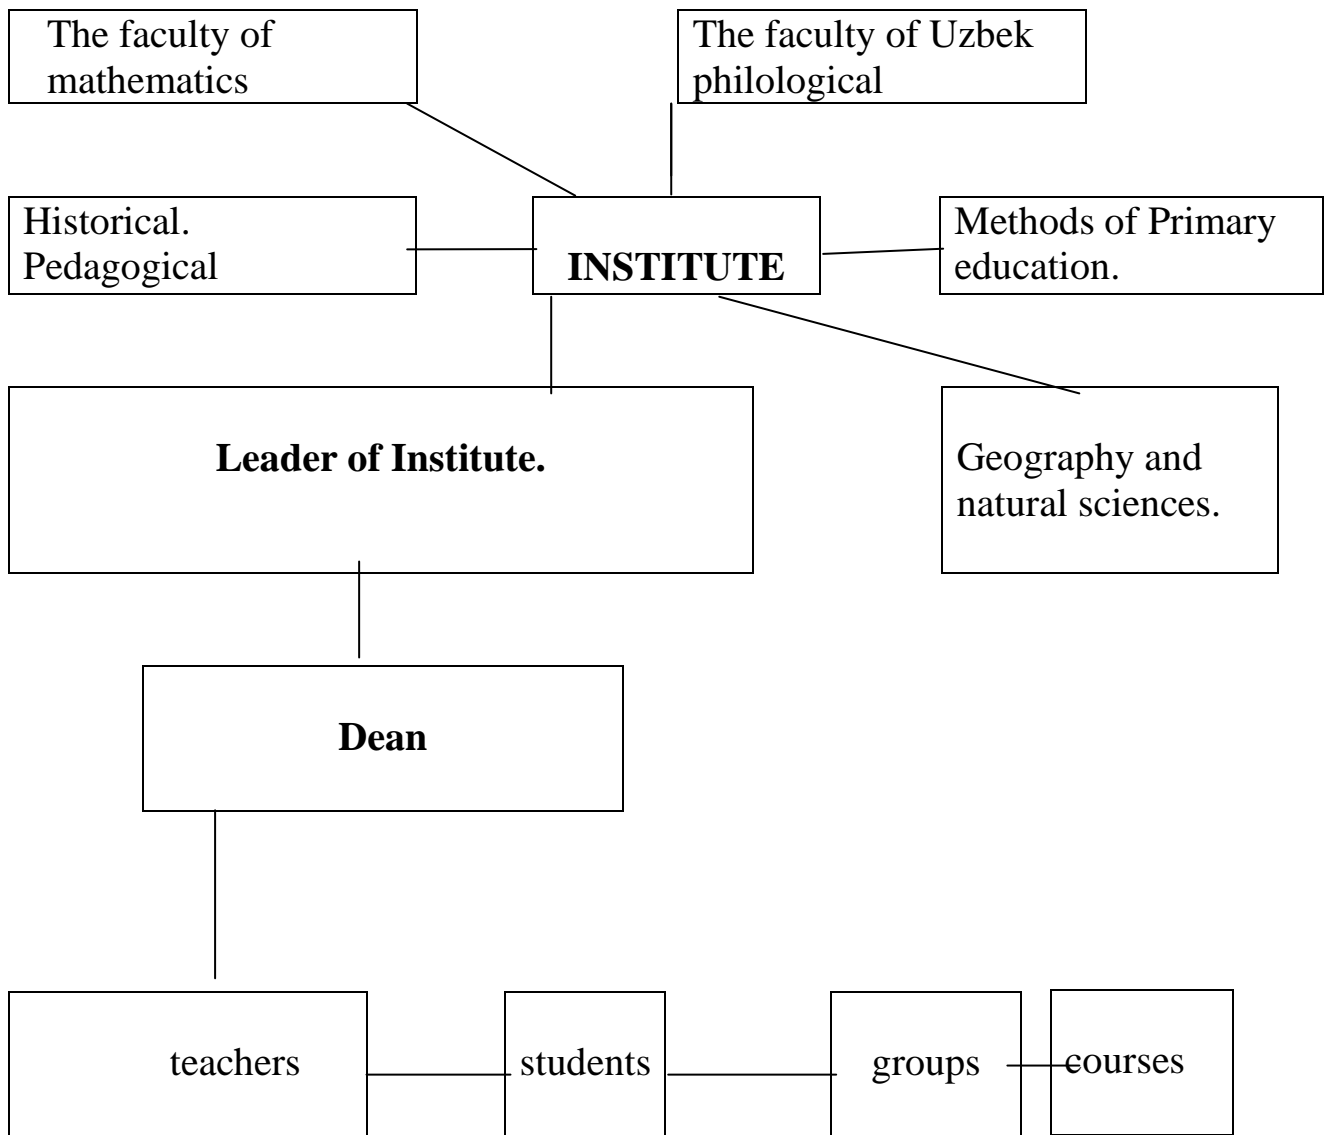 The faculty of
mathematics
The faculty of Uzbek
philological
Historical.
Pedagogical
INSTITUTE
Methods of Primary
education.
Leader of Institute.
Geography and
natural sciences.
Dean
teachers
students
groups
courses